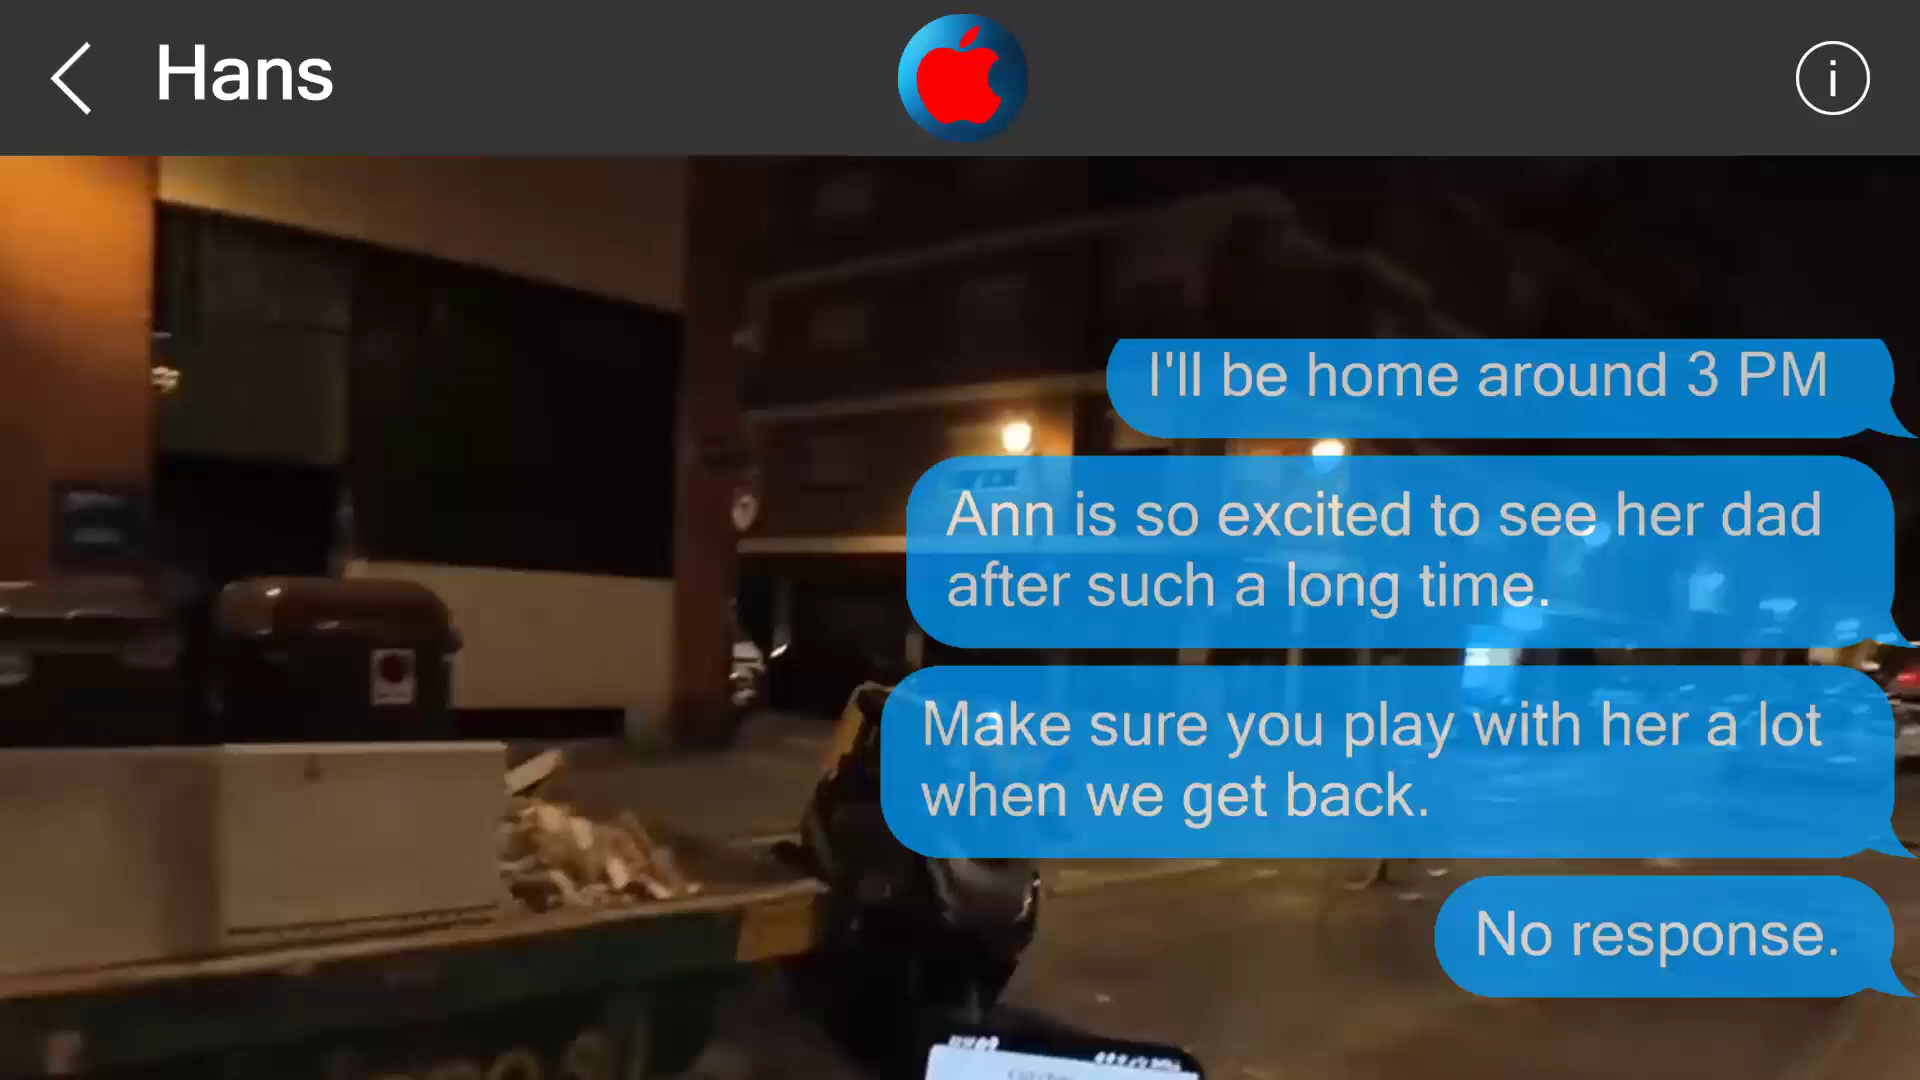 Hans
i
I'll be home around 3 PM
Ann is so excited to see her dad
after such a long time.
Make sure you play with her a lot
when we get back.
No response.